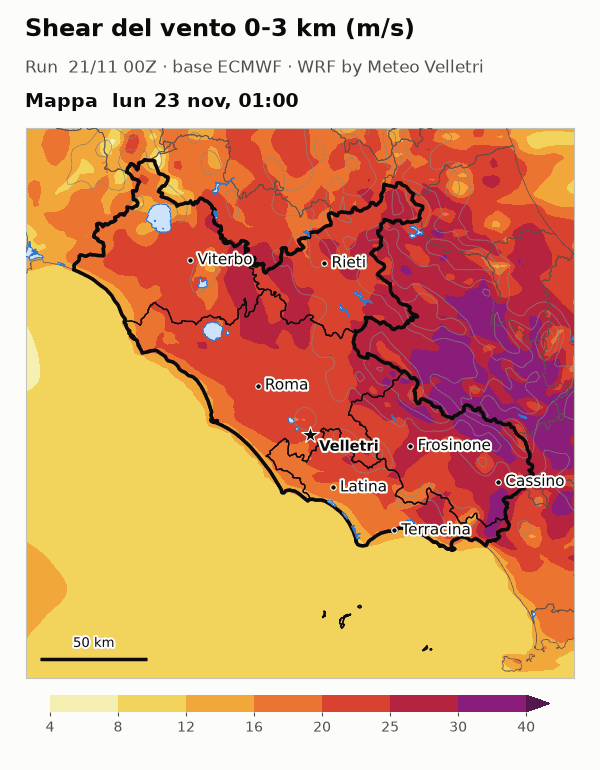 Shear del vento 0-3 km (m/s)
Run  21/11 00Z · base ECMWF · WRF by Meteo Velletri
Mappa  lun 23 nov, 01:00
Viterbo
Rieti
Roma
Velletri
Frosinone
Latina
Cassino
Terracina
50 km
4 8 12 16 20 25 30 40